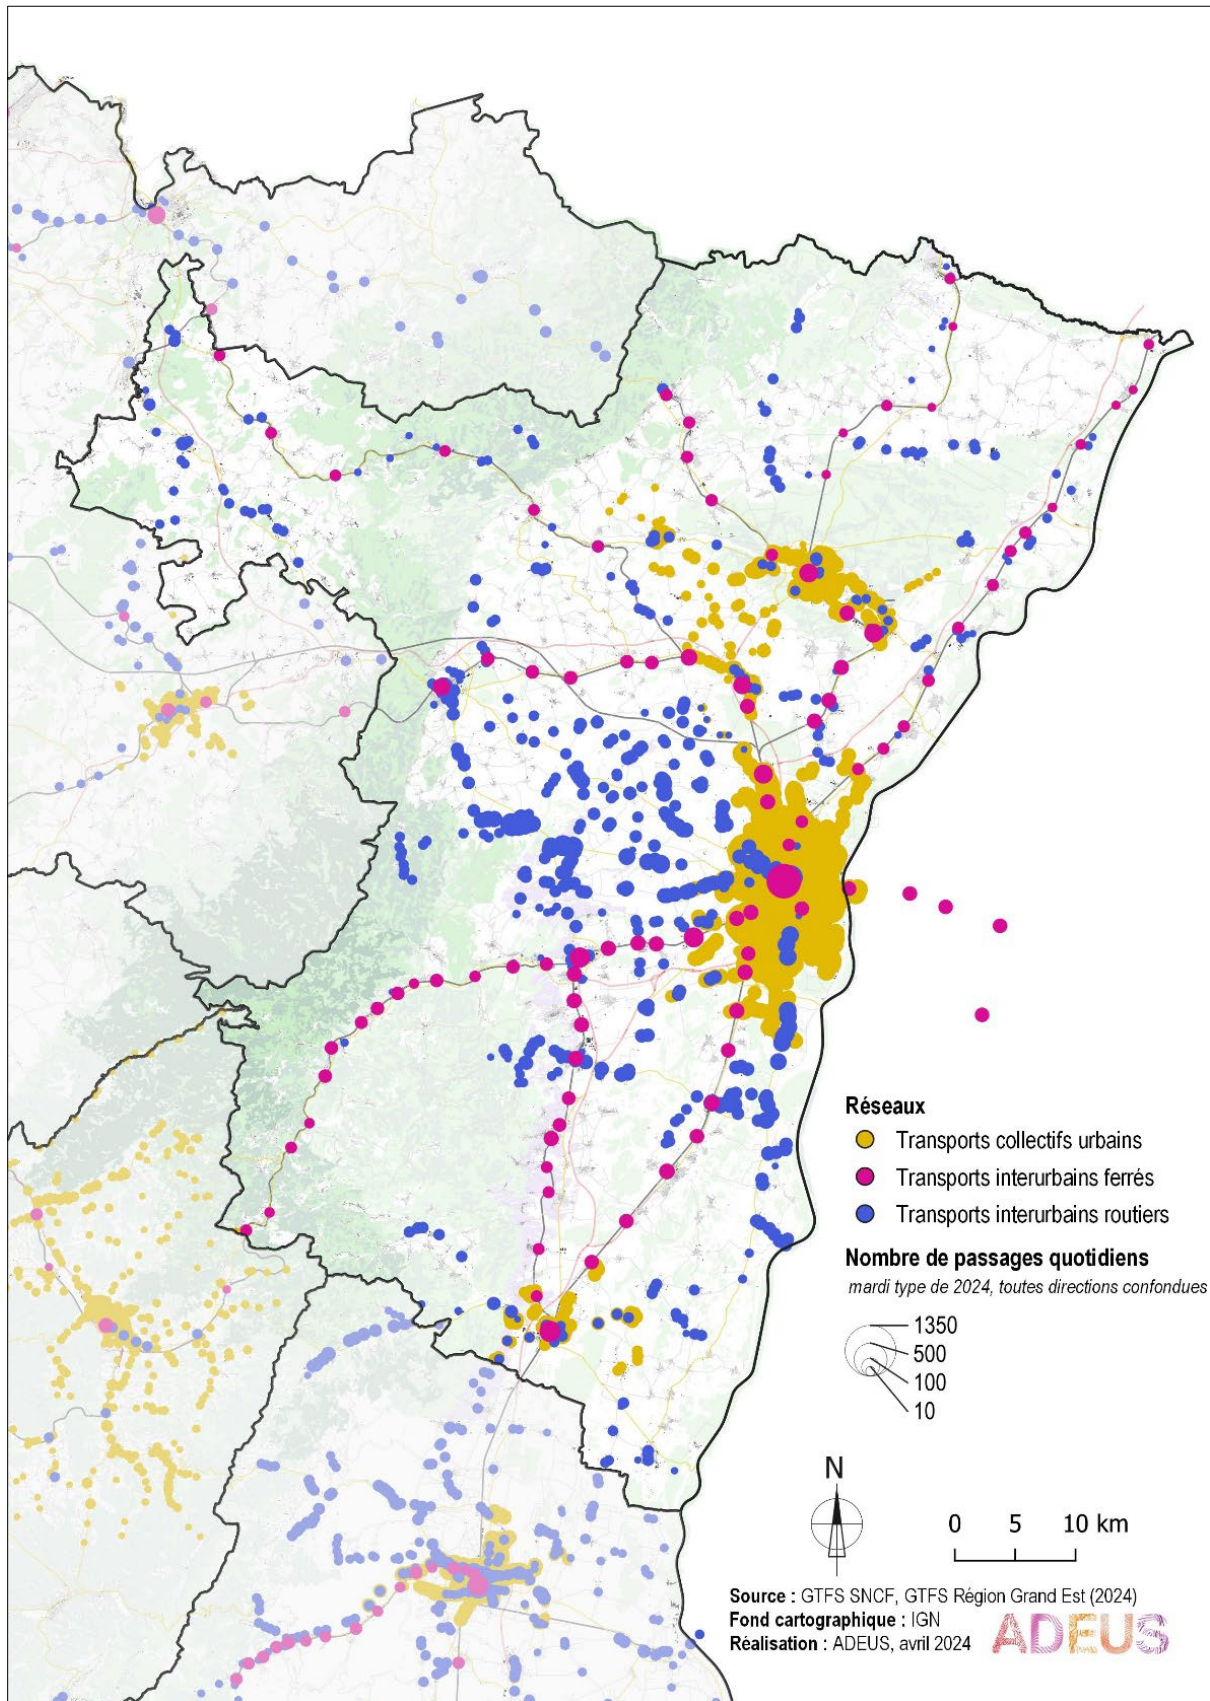 Réseaux
Transports collectifs urbains
Transports interurbains ferrés
Transports interurbains routiers
Nombre de passages quotidiens
mardi type de 2024, toutes directions confondues
1350
500
100
10
N
0 5 10 km
Source : GTFS SNCF, GTFS Région Grand Est (2024)
Fond cartographique : IGN
Réalisation : ADEUS, avril 2024
ADEUS